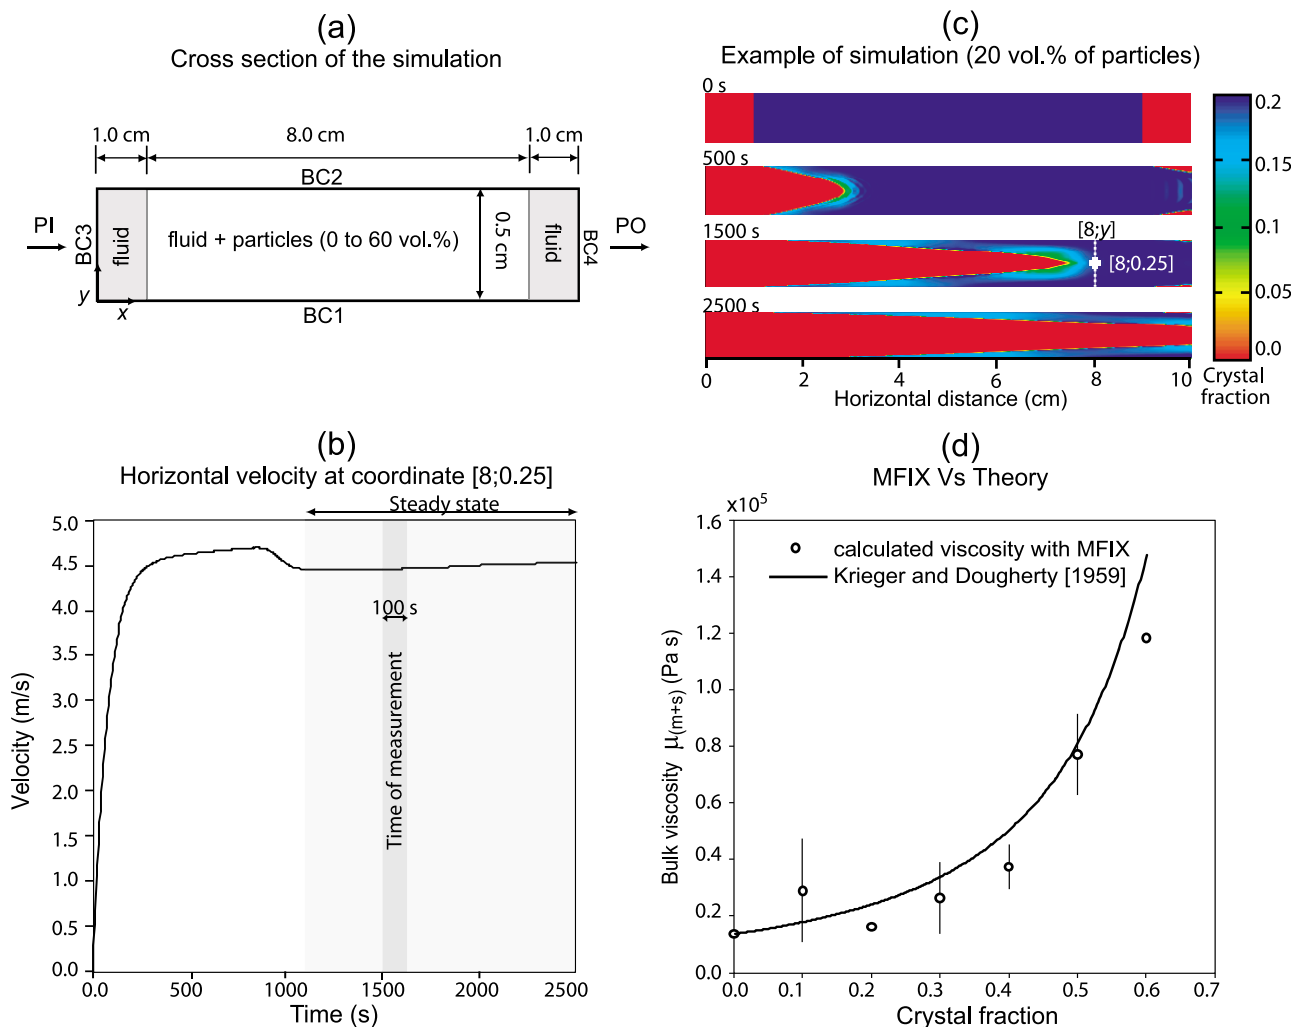 (a)
Cross section of the simulation
1.0 cm
8.0 cm
1.0 cm
BC2
PI
BC3
fluid
fluid + particles (0 to 60 vol.%)
0.5 cm
fluid
BC4
PO
y
x
BC1
(c)
Example of simulation (20 vol.% of particles)
0 s
500 s
1500 s
[8;y]
[8;0.25]
2500 s
0 2 4 6 8 10
Horizontal distance (cm)
0.2
0.15
0.1
0.05
0.0
Crystal
fraction
(b)
Horizontal velocity at coordinate [8;0.25]
Steady state
100 s
Time of measurement
5.0
4.5
4.0
3.5
3.0
2.5
2.0
1.5
1.0
0.5
0.0
Velocity (m/s)
0.0 500 1000 1500 2000 2500
Time (s)
(d)
MFIX Vs Theory
x10⁵
1.6
1.4
1.2
1.0
0.8
0.6
0.4
0.2
0.0
calculated viscosity with MFIX
Krieger and Dougherty [1959]
Bulk viscosity μ(m+s) (Pa s)
0.0 0.1 0.2 0.3 0.4 0.5 0.6 0.7
Crystal fraction